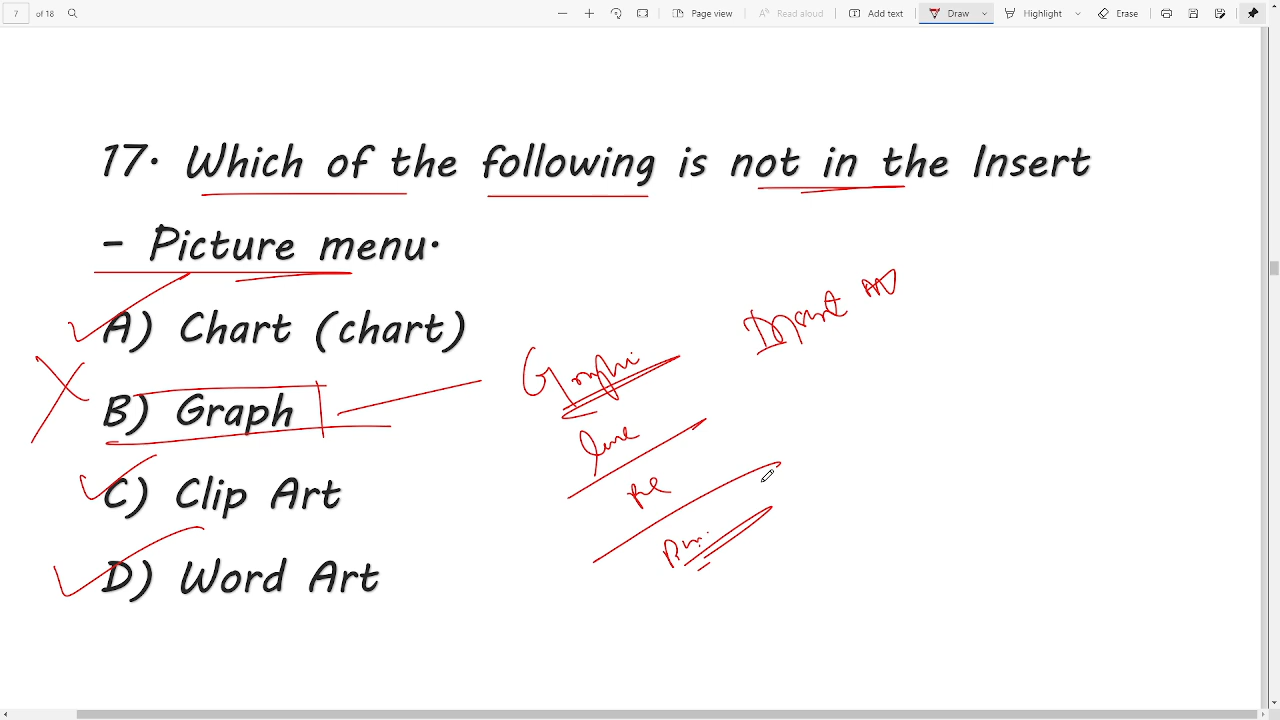 7 of 18 Page view Read aloud Add text Draw Highlight Erase
17. Which of the following is not in the Insert
- Picture menu.
A) Chart (chart)
B) Graph
C) Clip Art
D) Word Art
line